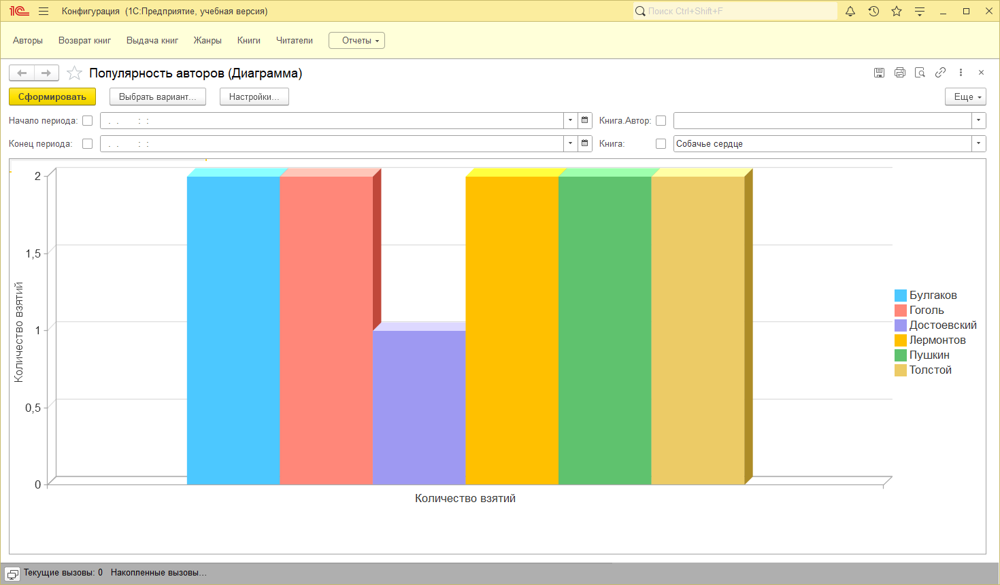 1С Конфигурация (1С:Предприятие, учебная версия) Поиск Ctrl+Shift+F
Авторы Возврат книг Выдача книг Жанры Книги Читатели Отчеты
Популярность авторов (Диаграмма)
Сформировать Выбрать вариант... Настройки... Еще
Начало периода: . . : : Книга.Автор:
Конец периода: . . : : Книга: Собачье сердце
2
1,5
1
0,5
0
Количество взятий
Количество взятий
Булгаков
Гоголь
Достоевский
Лермонтов
Пушкин
Толстой
Текущие вызовы: 0 Накопленные вызовы...